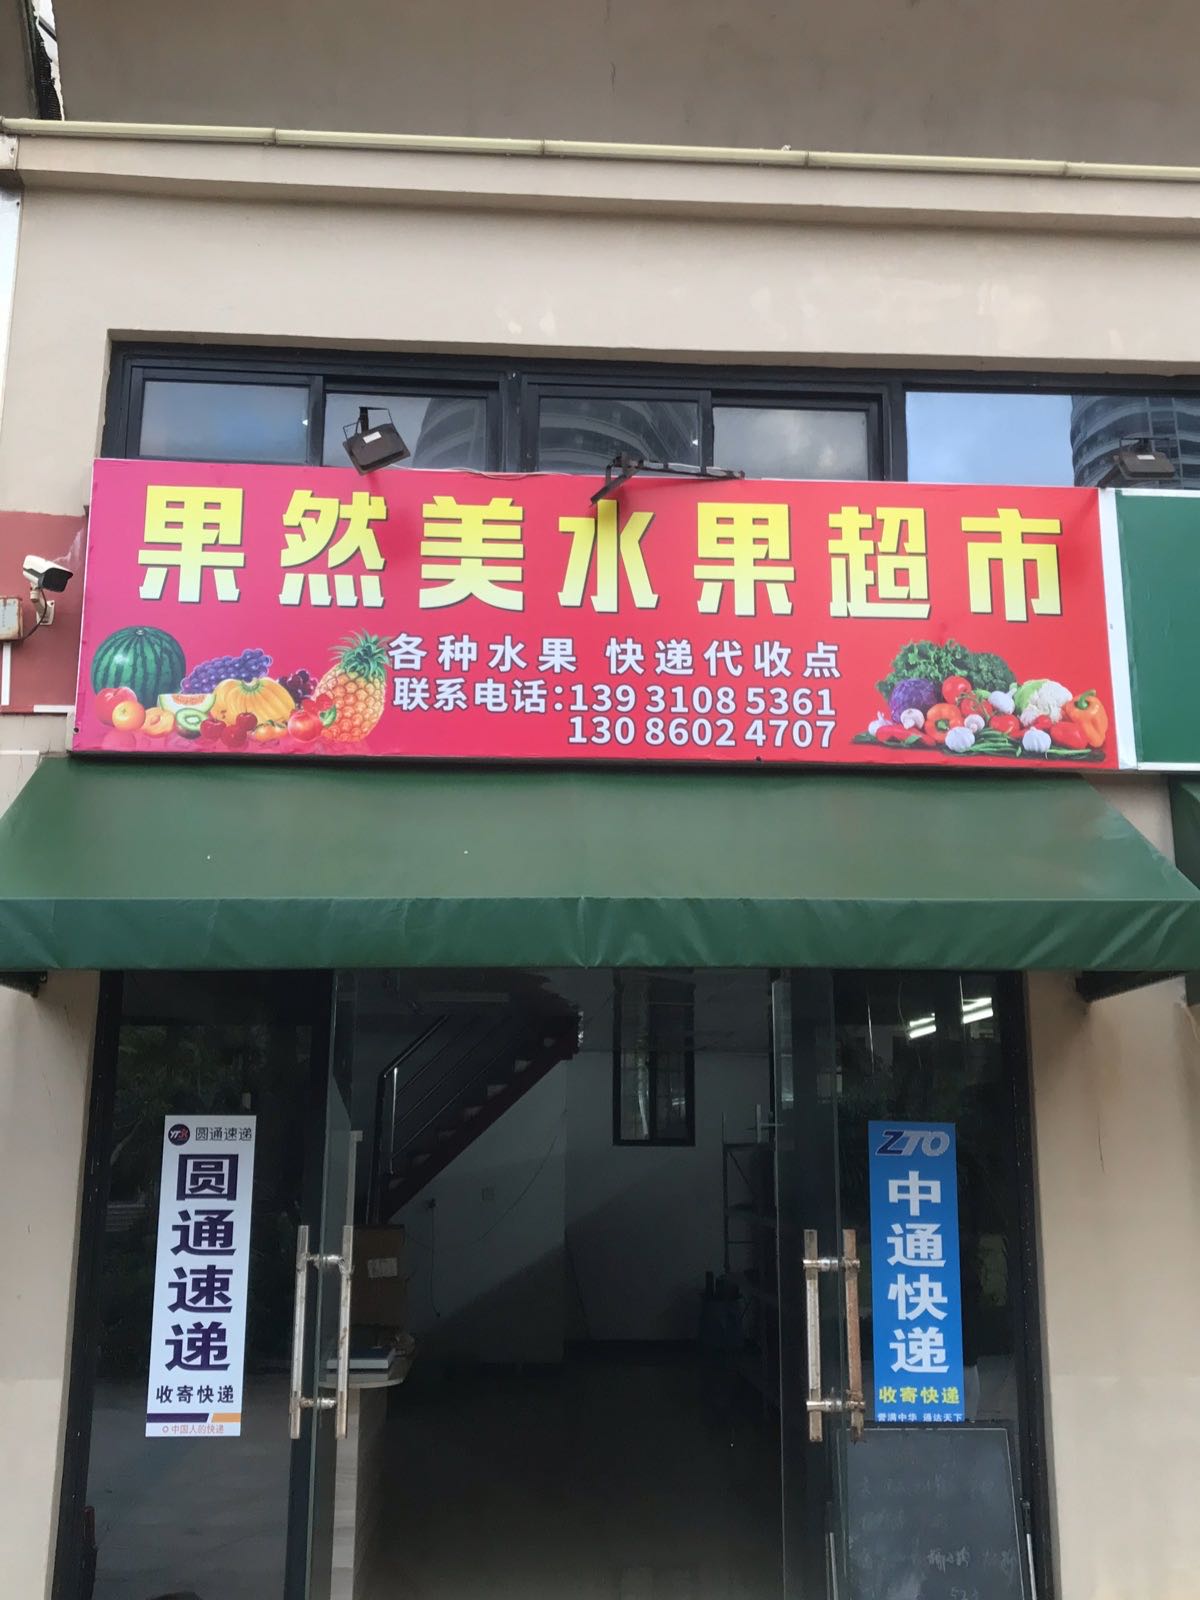 果然美水果超市
各种水果 快递代收点
联系电话:139 3108 5361
130 8602 4707
YTO 圆通速递
圆通速递
收寄快递
中国人的快递
ZTO
中通快递
收寄快递
誉满中华 通达天下